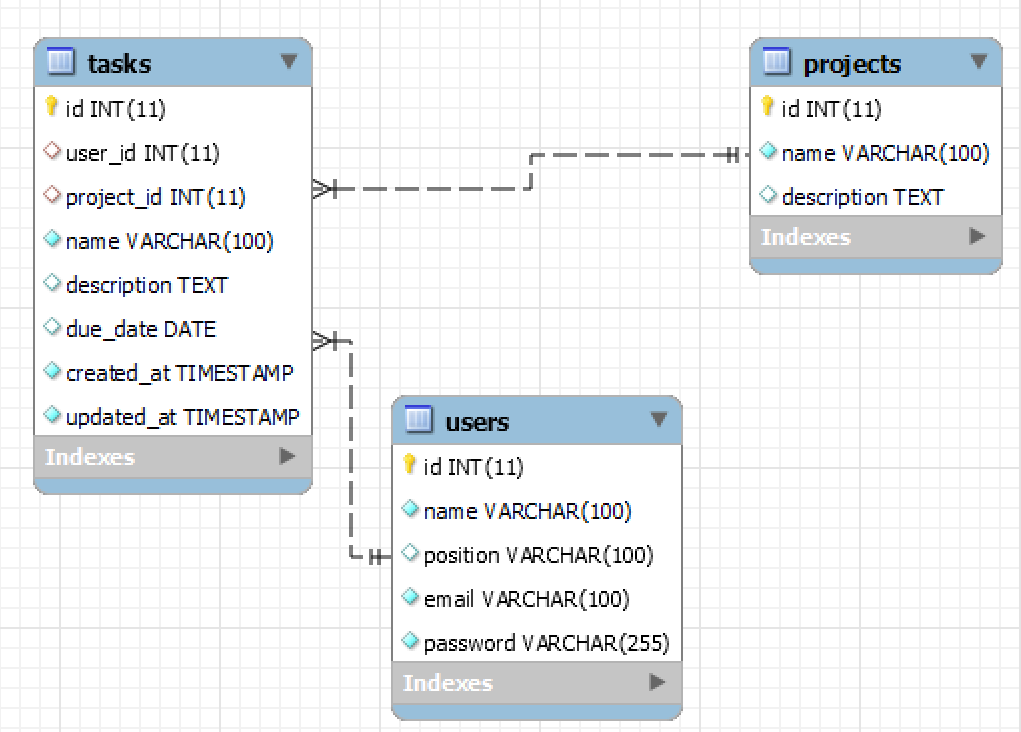 tasks
id INT(11)
user_id INT(11)
project_id INT(11)
name VARCHAR(100)
description TEXT
due_date DATE
created_at TIMESTAMP
updated_at TIMESTAMP
Indexes
projects
id INT(11)
name VARCHAR(100)
description TEXT
Indexes
users
id INT(11)
name VARCHAR(100)
position VARCHAR(100)
email VARCHAR(100)
password VARCHAR(255)
Indexes